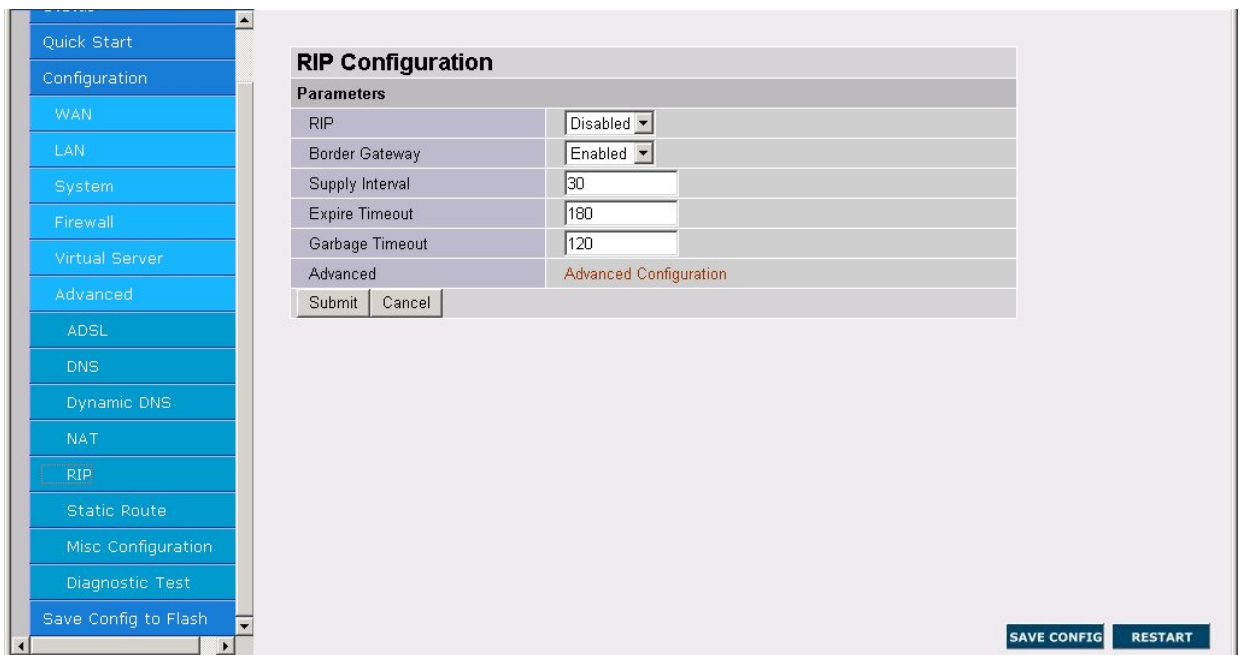 Quick Start
Configuration
WAN
LAN
System
Firewall
Virtual Server
Advanced
ADSL
DNS
Dynamic DNS
NAT
RIP
Static Route
Misc Configuration
Diagnostic Test
Save Config to Flash
RIP Configuration
Parameters
RIP Disabled
Border Gateway Enabled
Supply Interval 30
Expire Timeout 180
Garbage Timeout 120
Advanced Advanced Configuration
Submit Cancel
SAVE CONFIG RESTART